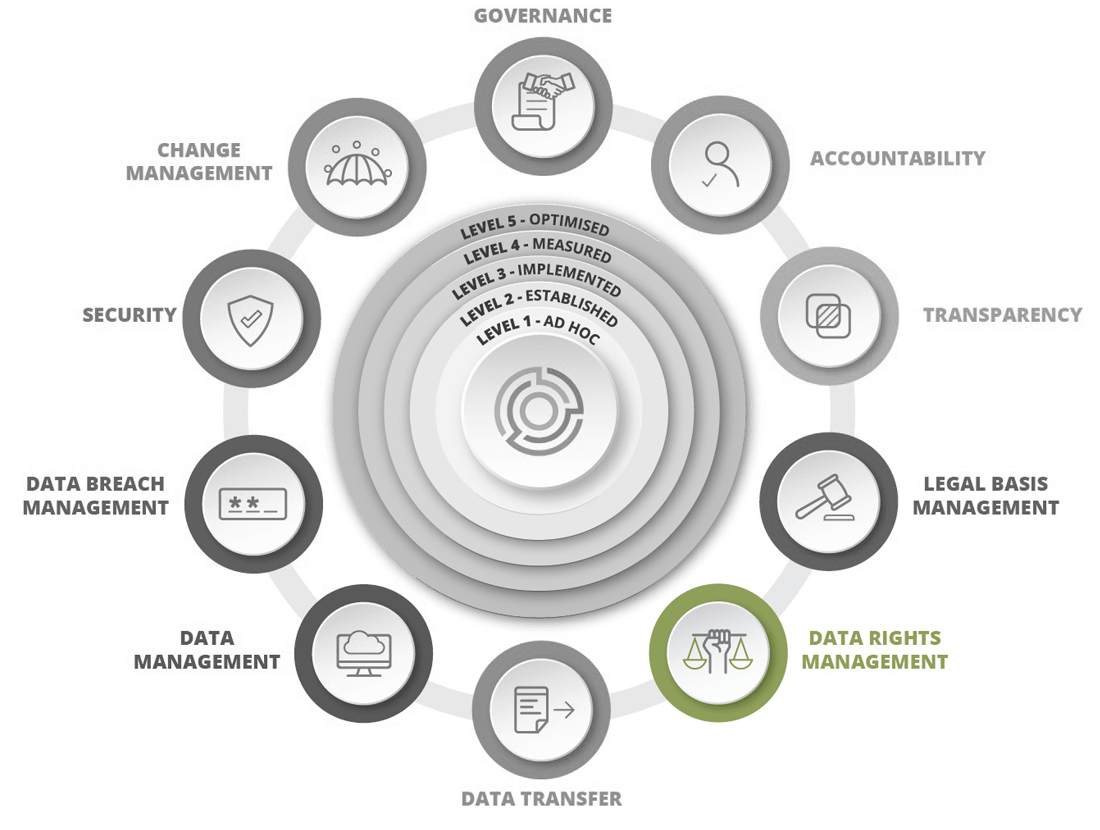 GOVERNANCE
CHANGE
MANAGEMENT
ACCOUNTABILITY
LEVEL 5 - OPTIMISED
LEVEL 4 - MEASURED
LEVEL 3 - IMPLEMENTED
LEVEL 2 - ESTABLISHED
LEVEL 1 - AD HOC
SECURITY
TRANSPARENCY
DATA BREACH
MANAGEMENT
**_
LEGAL BASIS
MANAGEMENT
DATA
MANAGEMENT
DATA RIGHTS
MANAGEMENT
DATA TRANSFER